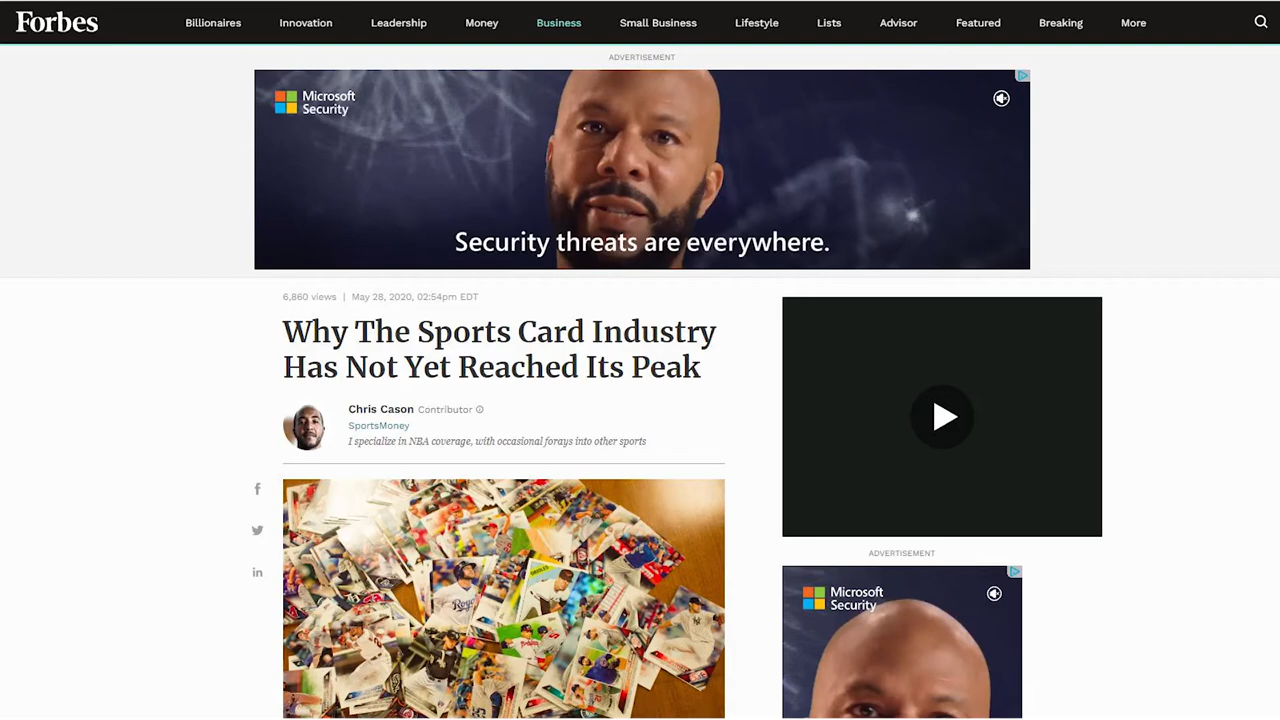 Forbes
Billionaires Innovation Leadership Money Business Small Business Lifestyle Lists Advisor Featured Breaking More
ADVERTISEMENT
Microsoft
Security
Security threats are everywhere.
6,860 views | May 28, 2020, 02:54pm EDT
Why The Sports Card Industry
Has Not Yet Reached Its Peak
Chris Cason Contributor
SportsMoney
I specialize in NBA coverage, with occasional forays into other sports
Royals
ORIOLES
ADVERTISEMENT
Microsoft
Security